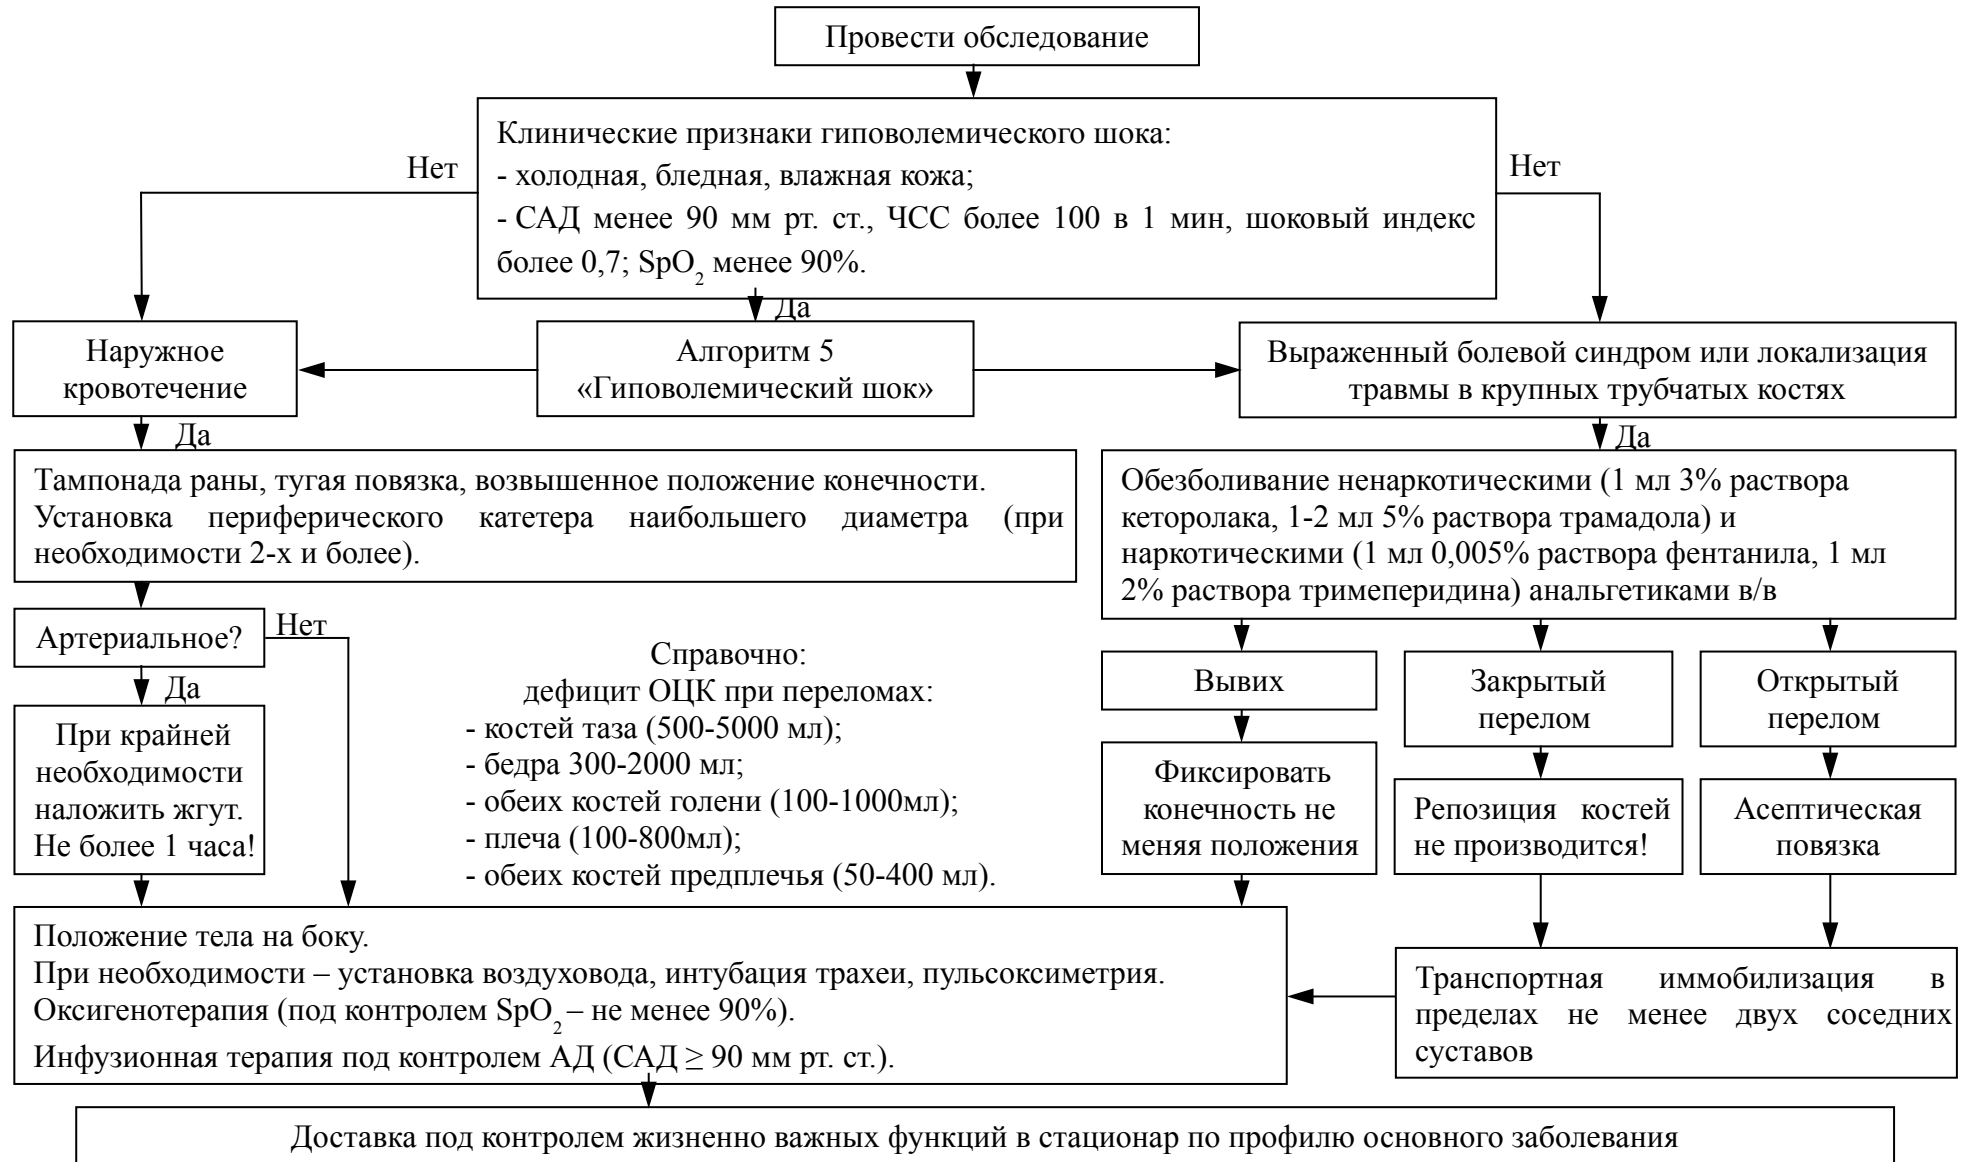 Провести обследование
Клинические признаки гиповолемического шока:
- холодная, бледная, влажная кожа;
- САД менее 90 мм рт. ст., ЧСС более 100 в 1 мин, шоковый индекс
более 0,7; SpO2 менее 90%.
Нет
Нет
Да
Наружное
кровотечение
Алгоритм 5
«Гиповолемический шок»
Выраженный болевой синдром или локализация
травмы в крупных трубчатых костях
Да
Да
Тампонада раны, тугая повязка, возвышенное положение конечности.
Установка периферического катетера наибольшего диаметра (при
необходимости 2-х и более).
Обезболивание ненаркотическими (1 мл 3% раствора
кеторолака, 1-2 мл 5% раствора трамадола) и
наркотическими (1 мл 0,005% раствора фентанила, 1 мл
2% раствора тримеперидина) анальгетиками в/в
Артериальное?
Нет
Да
При крайней
необходимости
наложить жгут.
Не более 1 часа!
Справочно:
дефицит ОЦК при переломах:
- костей таза (500-5000 мл);
- бедра 300-2000 мл;
- обеих костей голени (100-1000мл);
- плеча (100-800мл);
- обеих костей предплечья (50-400 мл).
Вывих
Закрытый
перелом
Открытый
перелом
Фиксировать
конечность не
меняя положения
Репозиция костей
не производится!
Асептическая
повязка
Положение тела на боку.
При необходимости – установка воздуховода, интубация трахеи, пульсоксиметрия.
Оксигенотерапия (под контролем SpO2 – не менее 90%).
Инфузионная терапия под контролем АД (САД ≥ 90 мм рт. ст.).
Транспортная иммобилизация в
пределах не менее двух соседних
суставов
Доставка под контролем жизненно важных функций в стационар по профилю основного заболевания